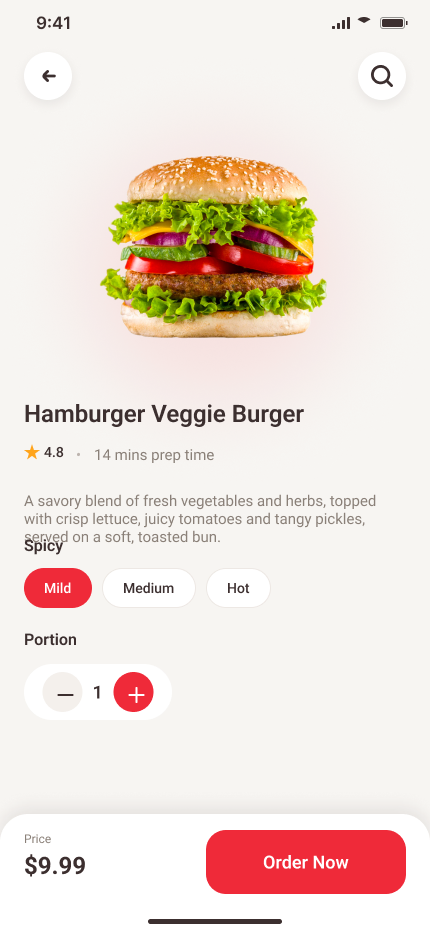 9:41
Hamburger Veggie Burger
4.8 • 14 mins prep time
A savory blend of fresh vegetables and herbs, topped
with crisp lettuce, juicy tomatoes and tangy pickles,
served on a soft, toasted bun.
Spicy
Mild Medium Hot
Portion
1
Price
$9.99
Order Now